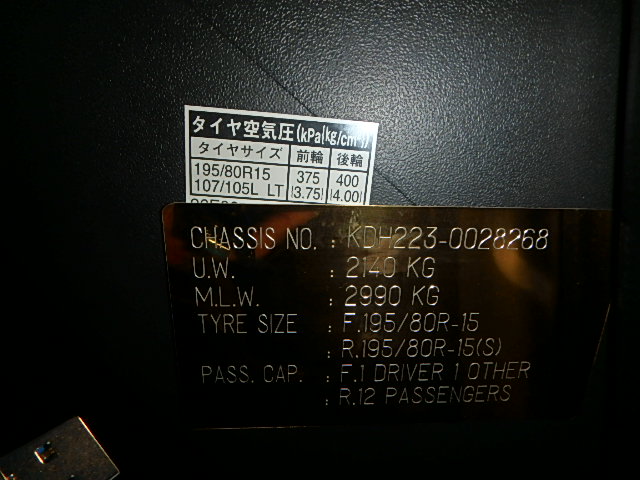 タイヤ空気圧(kPa{kg/cm²})
タイヤサイズ 前輪 後輪
195/80R15 375 400
107/105L LT {3.75} {4.00}
CHASSIS NO. : KDH223-0028268
U.W. : 2140 KG
M.L.W. : 2990 KG
TYRE SIZE : F.195/80R-15
: R.195/80R-15(S)
PASS. CAP. : F.1 DRIVER 1 OTHER
: R.12 PASSENGERS